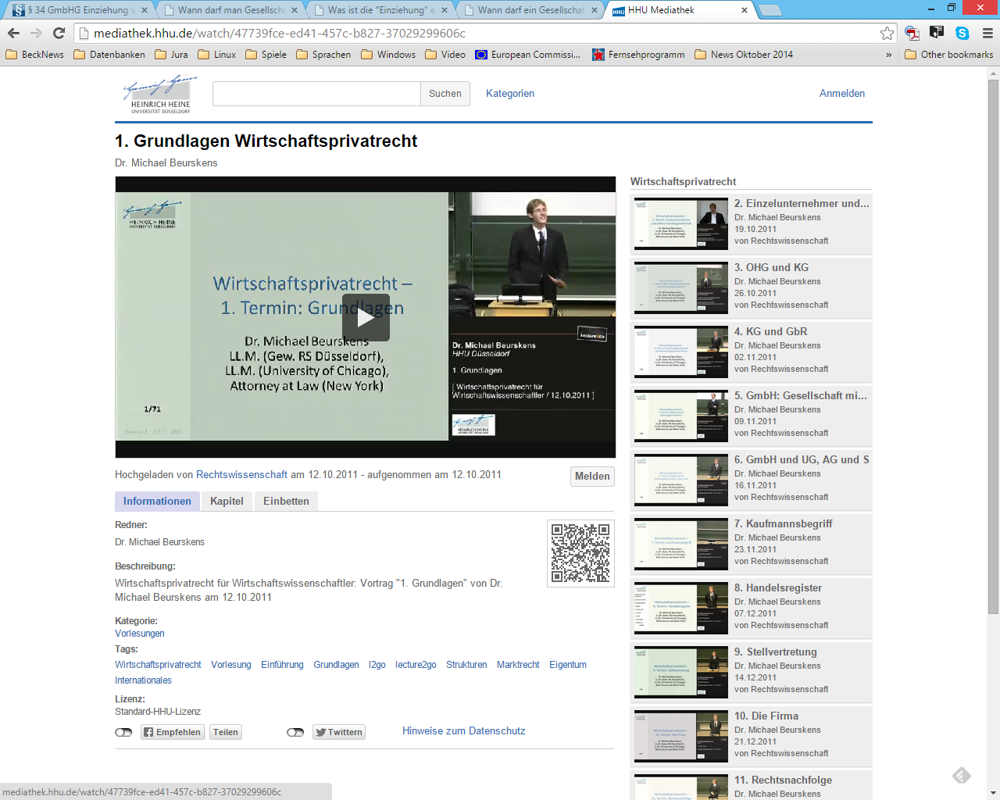 § 34 GmbHG Einziehung v
Wann darf man Gesellscha
Was ist die "Einziehung" e
Wann darf ein Gesellschaf
HHU Mediathek
mediathek.hhu.de/watch/47739fce-ed41-457c-b827-37029299606c
BeckNews
Datenbanken
Jura
Linux
Spiele
Sprachen
Windows
Video
European Commissi...
Fernsehprogramm
News Oktober 2014
»
Other bookmarks
HEINRICH HEINE
UNIVERSITÄT DÜSSELDORF
Suchen
Kategorien
Anmelden
1. Grundlagen Wirtschaftsprivatrecht
Dr. Michael Beurskens
HEINRICH HEINE
UNIVERSITÄT DÜSSELDORF
Wirtschaftsprivatrecht –
1. Termin: Grundlagen
Dr. Michael Beurskens
LL.M. (Gew. RS Düsseldorf),
LL.M. (University of Chicago),
Attorney at Law (New York)
1/71
Lecture2Go
Dr. Michael Beurskens
HHU Düsseldorf
1. Grundlagen
[ Wirtschaftsprivatrecht für
Wirtschaftswissenschaftler / 12.10.2011 ]
HEINRICH HEINE
Hochgeladen von Rechtswissenschaft am 12.10.2011 - aufgenommen am 12.10.2011
Melden
Informationen
Kapitel
Einbetten
Redner:
Dr. Michael Beurskens
Beschreibung:
Wirtschaftsprivatrecht für Wirtschaftswissenschaftler: Vortrag "1. Grundlagen" von Dr.
Michael Beurskens am 12.10.2011
Kategorie:
Vorlesungen
Tags:
Wirtschaftsprivatrecht Vorlesung Einführung Grundlagen l2go lecture2go Strukturen Marktrecht Eigentum
Internationales
Lizenz:
Standard-HHU-Lizenz
Empfehlen
Teilen
Twittern
Hinweise zum Datenschutz
Wirtschaftsprivatrecht
2. Einzelunternehmer und...
Dr. Michael Beurskens
19.10.2011
von Rechtswissenschaft
3. OHG und KG
Dr. Michael Beurskens
26.10.2011
von Rechtswissenschaft
4. KG und GbR
Dr. Michael Beurskens
02.11.2011
von Rechtswissenschaft
5. GmbH: Gesellschaft mi...
Dr. Michael Beurskens
09.11.2011
von Rechtswissenschaft
6. GmbH und UG, AG und S
Dr. Michael Beurskens
16.11.2011
von Rechtswissenschaft
7. Kaufmannsbegriff
Dr. Michael Beurskens
23.11.2011
von Rechtswissenschaft
8. Handelsregister
Dr. Michael Beurskens
07.12.2011
von Rechtswissenschaft
9. Stellvertretung
Dr. Michael Beurskens
14.12.2011
von Rechtswissenschaft
10. Die Firma
Dr. Michael Beurskens
21.12.2011
von Rechtswissenschaft
11. Rechtsnachfolge
Dr. Michael Beurskens
mediathek.hhu.de/watch/47739fce-ed41-457c-b827-37029299606c